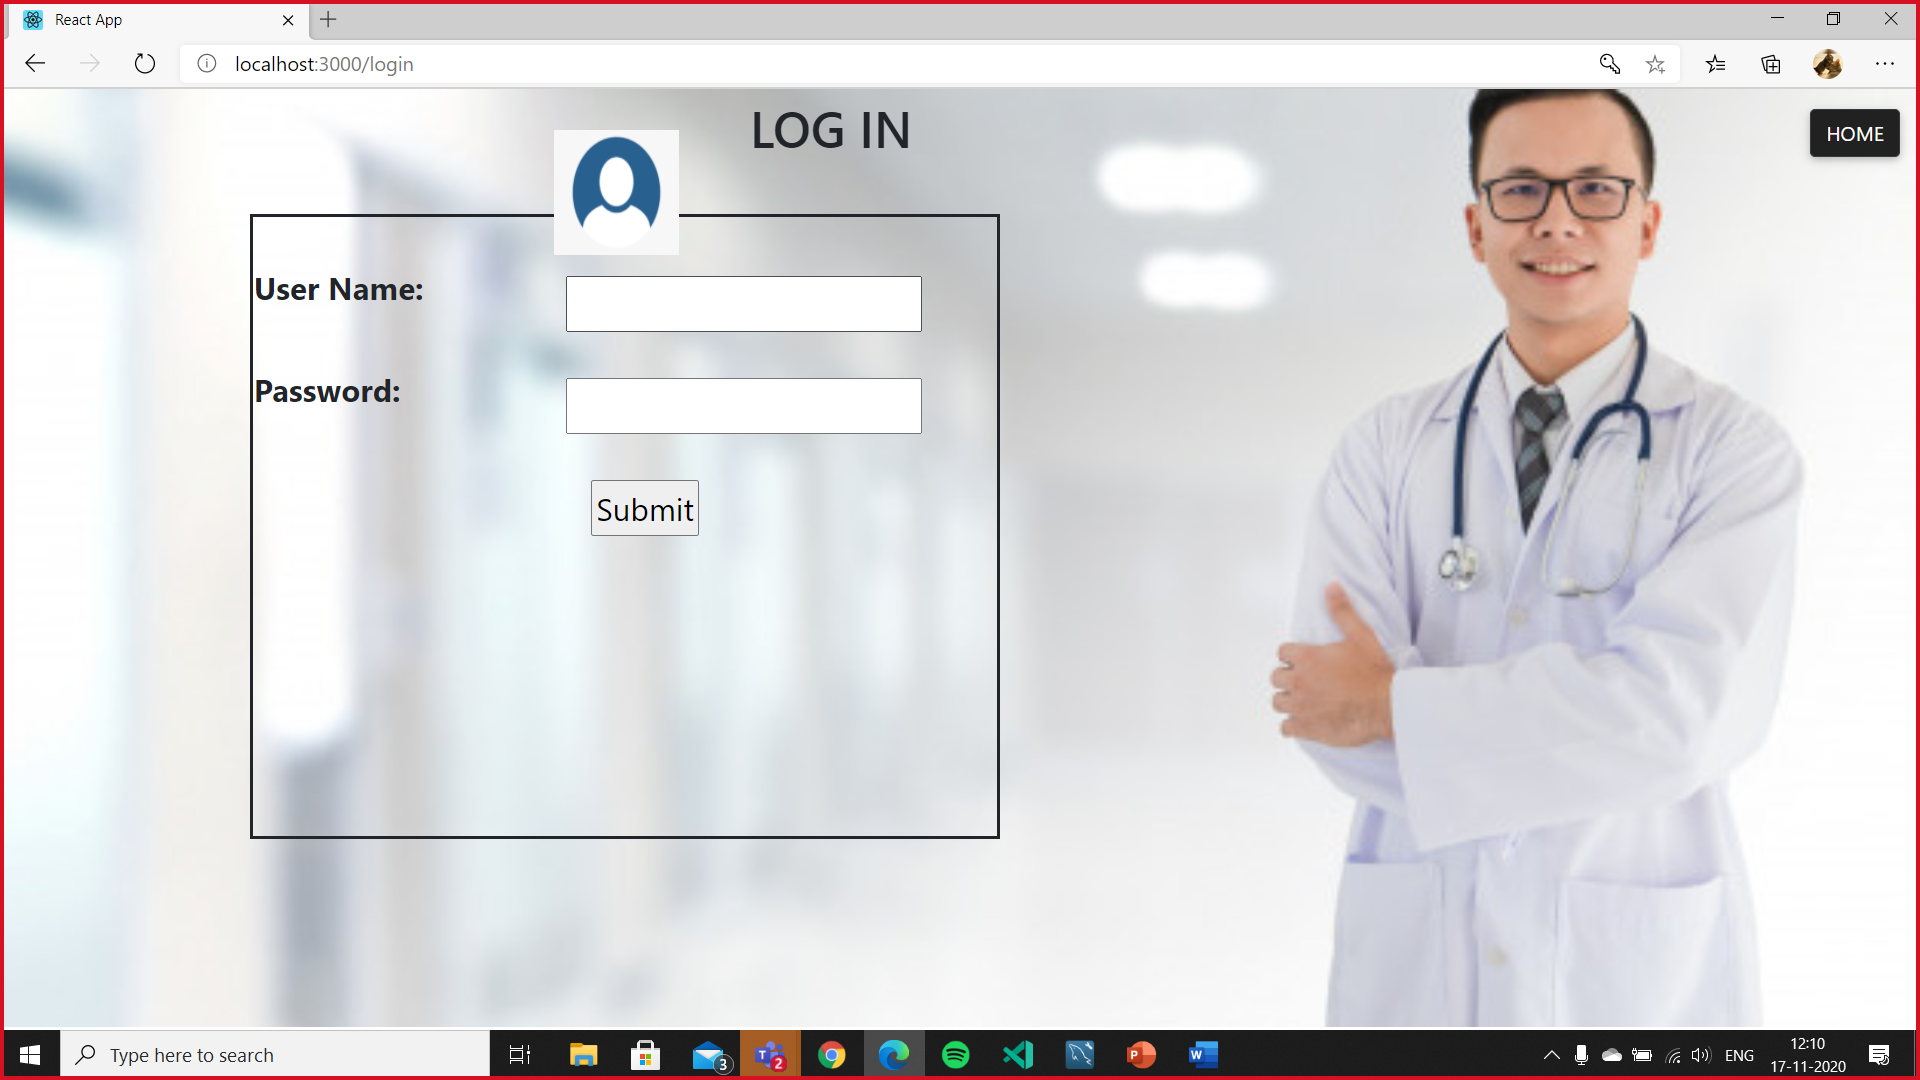 React App
localhost:3000/login
LOG IN
HOME
User Name:
Password:
Submit
Type here to search
3
T
2
P
W
ENG
12:10
17-11-2020